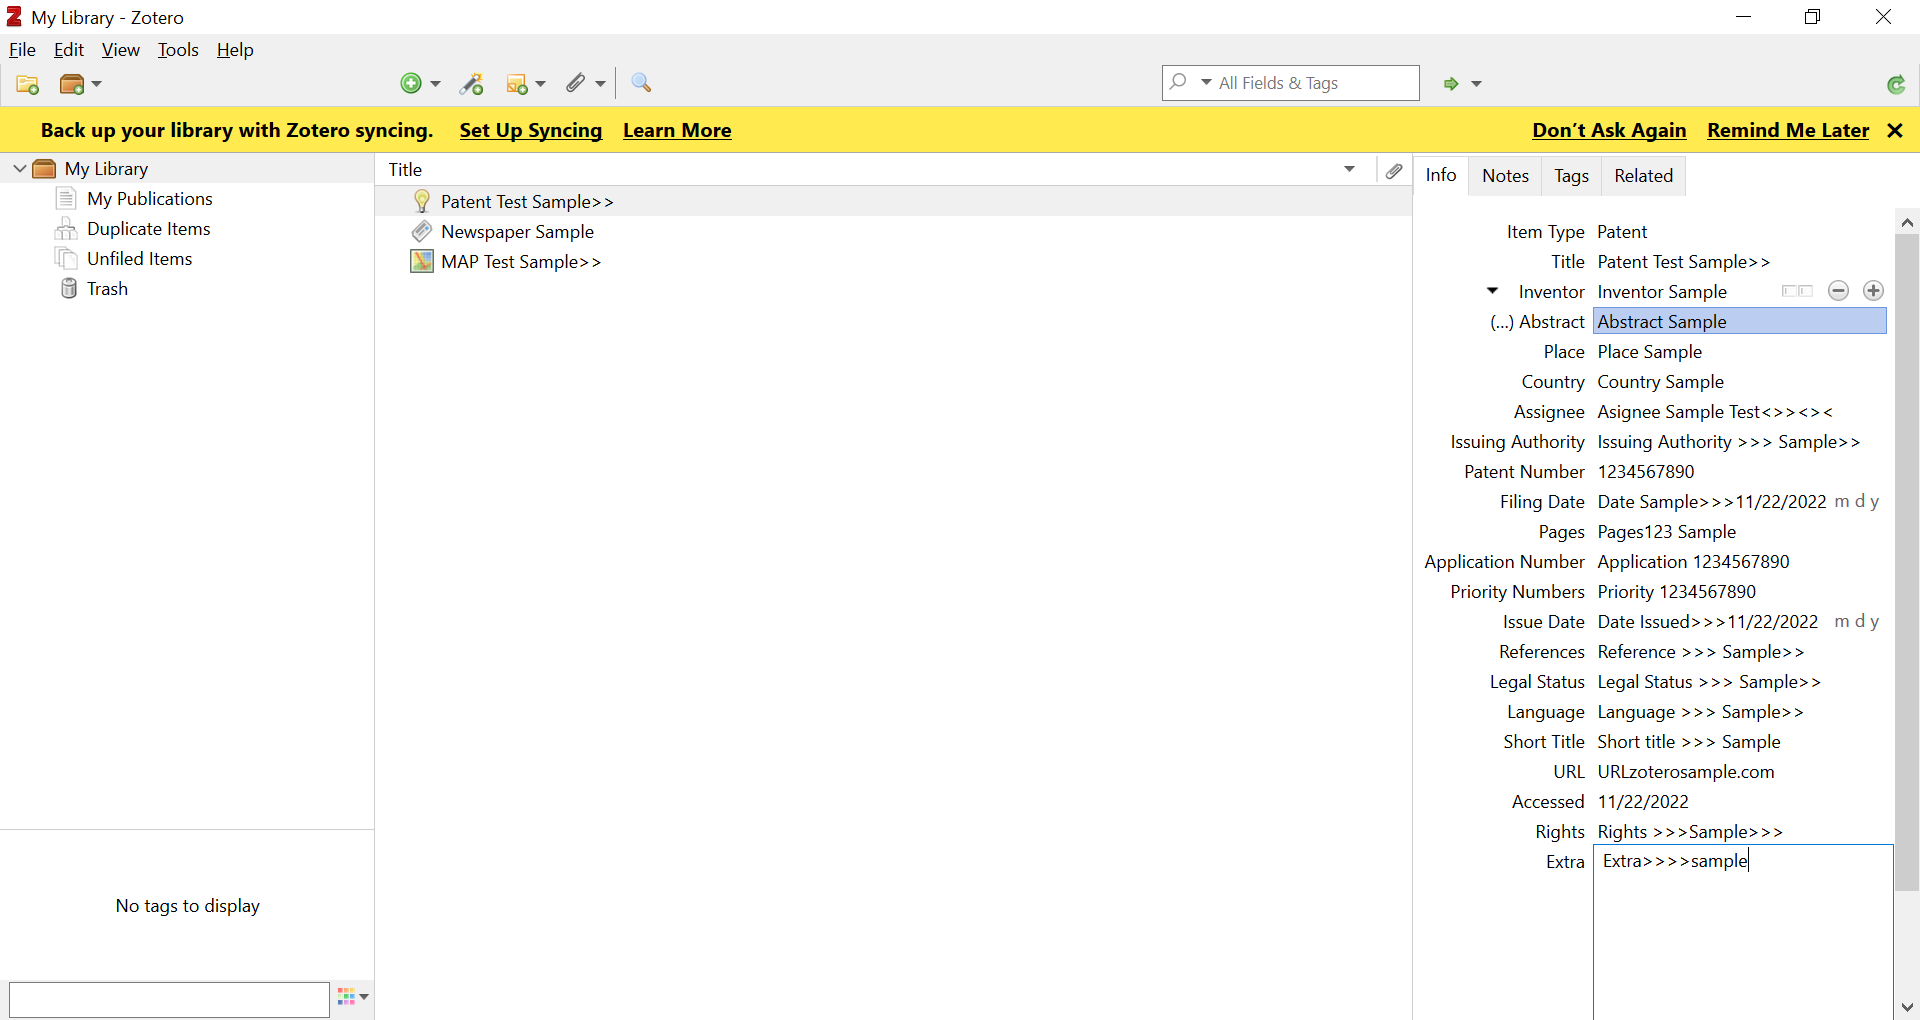 My Library - Zotero
File Edit View Tools Help
All Fields & Tags
Back up your library with Zotero syncing. Set Up Syncing Learn More Don't Ask Again Remind Me Later
My Library
My Publications
Duplicate Items
Unfiled Items
Trash
No tags to display
Title
Patent Test Sample>>
Newspaper Sample
MAP Test Sample>>
Info Notes Tags Related
Item Type Patent
Title Patent Test Sample>>
Inventor Inventor Sample
(...) Abstract Abstract Sample
Place Place Sample
Country Country Sample
Assignee Asignee Sample Test<>><><
Issuing Authority Issuing Authority >>> Sample>>
Patent Number 1234567890
Filing Date Date Sample>>>11/22/2022 m d y
Pages Pages123 Sample
Application Number Application 1234567890
Priority Numbers Priority 1234567890
Issue Date Date Issued>>>11/22/2022 m d y
References Reference >>> Sample>>
Legal Status Legal Status >>> Sample>>
Language Language >>> Sample>>
Short Title Short title >>> Sample
URL URLzoterosample.com
Accessed 11/22/2022
Rights Rights >>>Sample>>>
Extra Extra>>>>sample